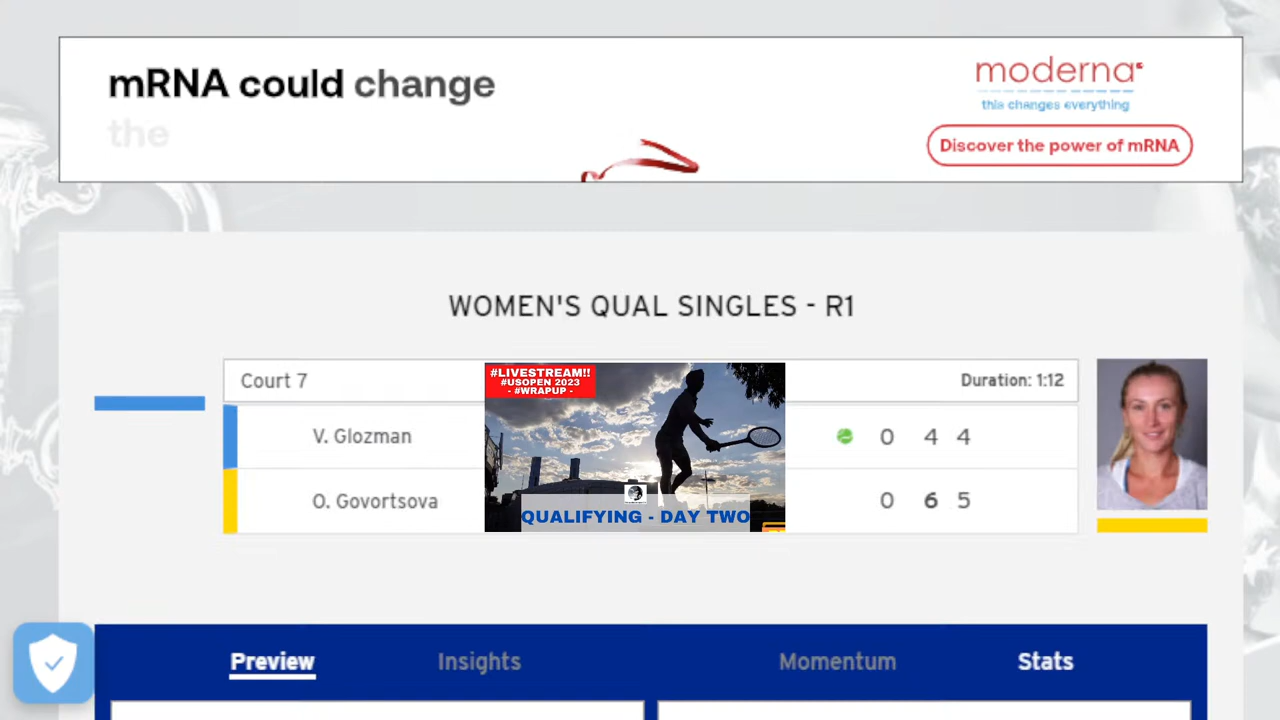 mRNA could change
the
moderna
this changes everything
Discover the power of mRNA
WOMEN'S QUAL SINGLES - R1
Court 7
Duration: 1:12
#LIVESTREAM!!
#USOPEN 2023
- #WRAPUP -
V. Glozman 0 4 4
O. Govortsova 0 6 5
QUALIFYING - DAY TWO
Preview Insights Momentum Stats